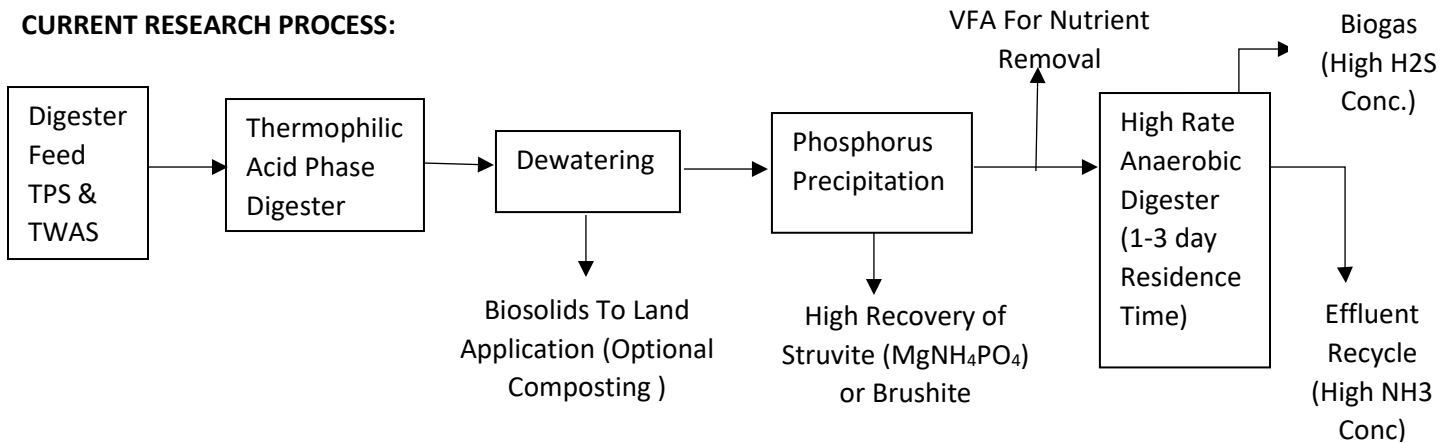 CURRENT RESEARCH PROCESS:
Digester
Feed
TPS &
TWAS
Thermophilic
Acid Phase
Digester
Dewatering
Biosolids To Land
Application (Optional
Composting )
Phosphorus
Precipitation
High Recovery of
Struvite (MgNH₄PO₄)
or Brushite
VFA For Nutrient
Removal
High Rate
Anaerobic
Digester
(1-3 day
Residence
Time)
Biogas
(High H2S
Conc.)
Effluent
Recycle
(High NH3
Conc)